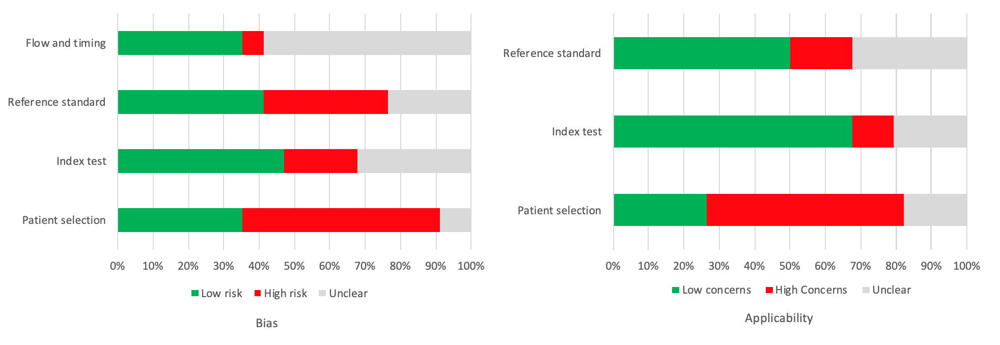 Flow and timing
Reference standard
Index test
Patient selection
0% 10% 20% 30% 40% 50% 60% 70% 80% 90% 100%
Low risk High risk Unclear
Bias
Reference standard
Index test
Patient selection
0% 10% 20% 30% 40% 50% 60% 70% 80% 90% 100%
Low concerns High Concerns Unclear
Applicability